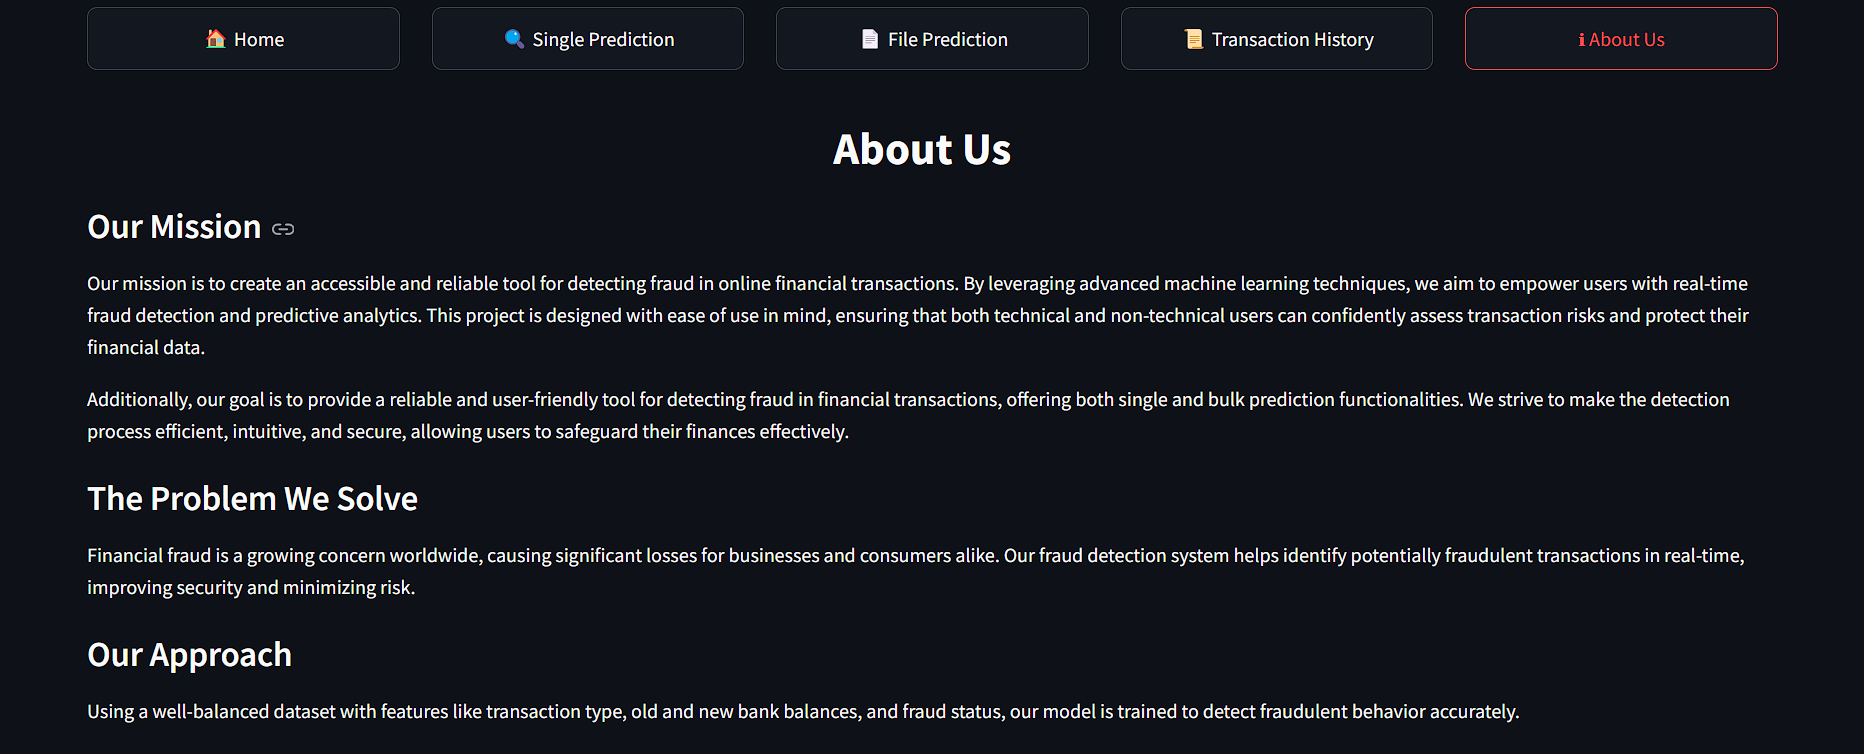 Home
Single Prediction
File Prediction
Transaction History
ℹ About Us
About Us
Our Mission
Our mission is to create an accessible and reliable tool for detecting fraud in online financial transactions. By leveraging advanced machine learning techniques, we aim to empower users with real-time
fraud detection and predictive analytics. This project is designed with ease of use in mind, ensuring that both technical and non-technical users can confidently assess transaction risks and protect their
financial data.
Additionally, our goal is to provide a reliable and user-friendly tool for detecting fraud in financial transactions, offering both single and bulk prediction functionalities. We strive to make the detection
process efficient, intuitive, and secure, allowing users to safeguard their finances effectively.
The Problem We Solve
Financial fraud is a growing concern worldwide, causing significant losses for businesses and consumers alike. Our fraud detection system helps identify potentially fraudulent transactions in real-time,
improving security and minimizing risk.
Our Approach
Using a well-balanced dataset with features like transaction type, old and new bank balances, and fraud status, our model is trained to detect fraudulent behavior accurately.